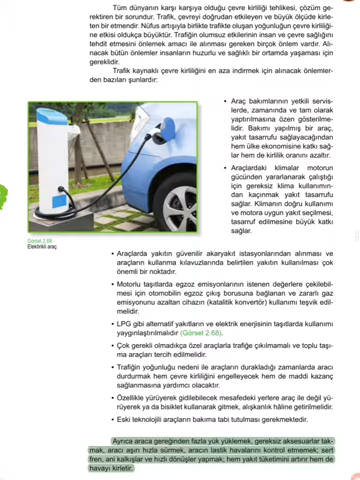 Tüm dünyanın karşı karşıya olduğu çevre kirliliği tehlikesi, çözüm ge-
rektiren bir sorundur. Trafik, çevreyi doğrudan etkileyen ve büyük ölçüde kirle-
ten bir etmendir. Nüfus artışıyla birlikte trafikte oluşan yoğunluğun çevre kirliliği-
ne etkisi oldukça büyüktür. Trafiğin olumsuz etkilerinin insan ve çevre sağlığını
tehdit etmesini önlemek amacı ile alınması gereken birçok önlem vardır. Alı-
nacak bütün önlemler insanların huzurlu ve sağlıklı bir ortamda yaşaması için
gereklidir.
Trafik kaynaklı çevre kirliliğini en aza indirmek için alınacak önlemler-
den bazıları şunlardır:
• Araç bakımlarının yetkili servis-
lerde, zamanında ve tam olarak
yaptırılmasına özen gösterilme-
lidir. Bakımı yapılmış bir araç,
yakıt tasarrufu sağlayacağından
hem ülke ekonomisine katkı sağ-
lar hem de kirlilik oranını azaltır.
• Araçlardaki klimalar motorun
gücünden yararlanarak çalıştığı
için gereksiz klima kullanımın-
dan kaçınmak yakıt tasarrufu
sağlar. Klimanın doğru kullanımı
ve motora uygun yakıt seçilmesi,
tasarruf edilmesine büyük katkı
sağlar.
Görsel 2.68
Elektrikli araç
• Araçlarda yakıtın güvenilir akaryakıt istasyonlarından alınması ve
araçların kullanma kılavuzlarında belirtilen yakıtın kullanılması çok
önemli bir noktadır.
• Motorlu taşıtlarda egzoz emisyonlarının istenen değerlere çekilebil-
mesi için otomobilin egzoz çıkış borusuna bağlanan ve zararlı gaz
emisyonunu azaltan cihazın (katalitik konvertör) kullanımı teşvik edil-
melidir.
• LPG gibi alternatif yakıtların ve elektrik enerjisinin taşıtlarda kullanımı
yaygınlaştırılmalıdır (Görsel 2.68).
• Çok gerekli olmadıkça özel araçlarla trafiğe çıkılmamalı ve toplu taşı-
ma araçları tercih edilmelidir.
• Trafiğin yoğunluğu nedeni ile araçların durakladığı zamanlarda aracı
durdurmak hem çevre kirliliğini engelleyecek hem de maddi kazanç
sağlanmasına yardımcı olacaktır.
• Özellikle yürüyerek gidilebilecek mesafedeki yerlere araç ile değil yü-
rüyerek ya da bisiklet kullanarak gitmek, alışkanlık hâline getirilmelidir.
• Eski teknolojili araçların bakıma tabi tutulması gerekmektedir.
Ayrıca araca gereğinden fazla yük yüklemek, gereksiz aksesuarlar tak-
mak, aracı aşırı hızla sürmek, aracın lastik havalarını kontrol etmemek; sert
fren, ani kalkışlar ve hızlı dönüşler yapmak; hem yakıt tüketimini artırır hem de
havayı kirletir.